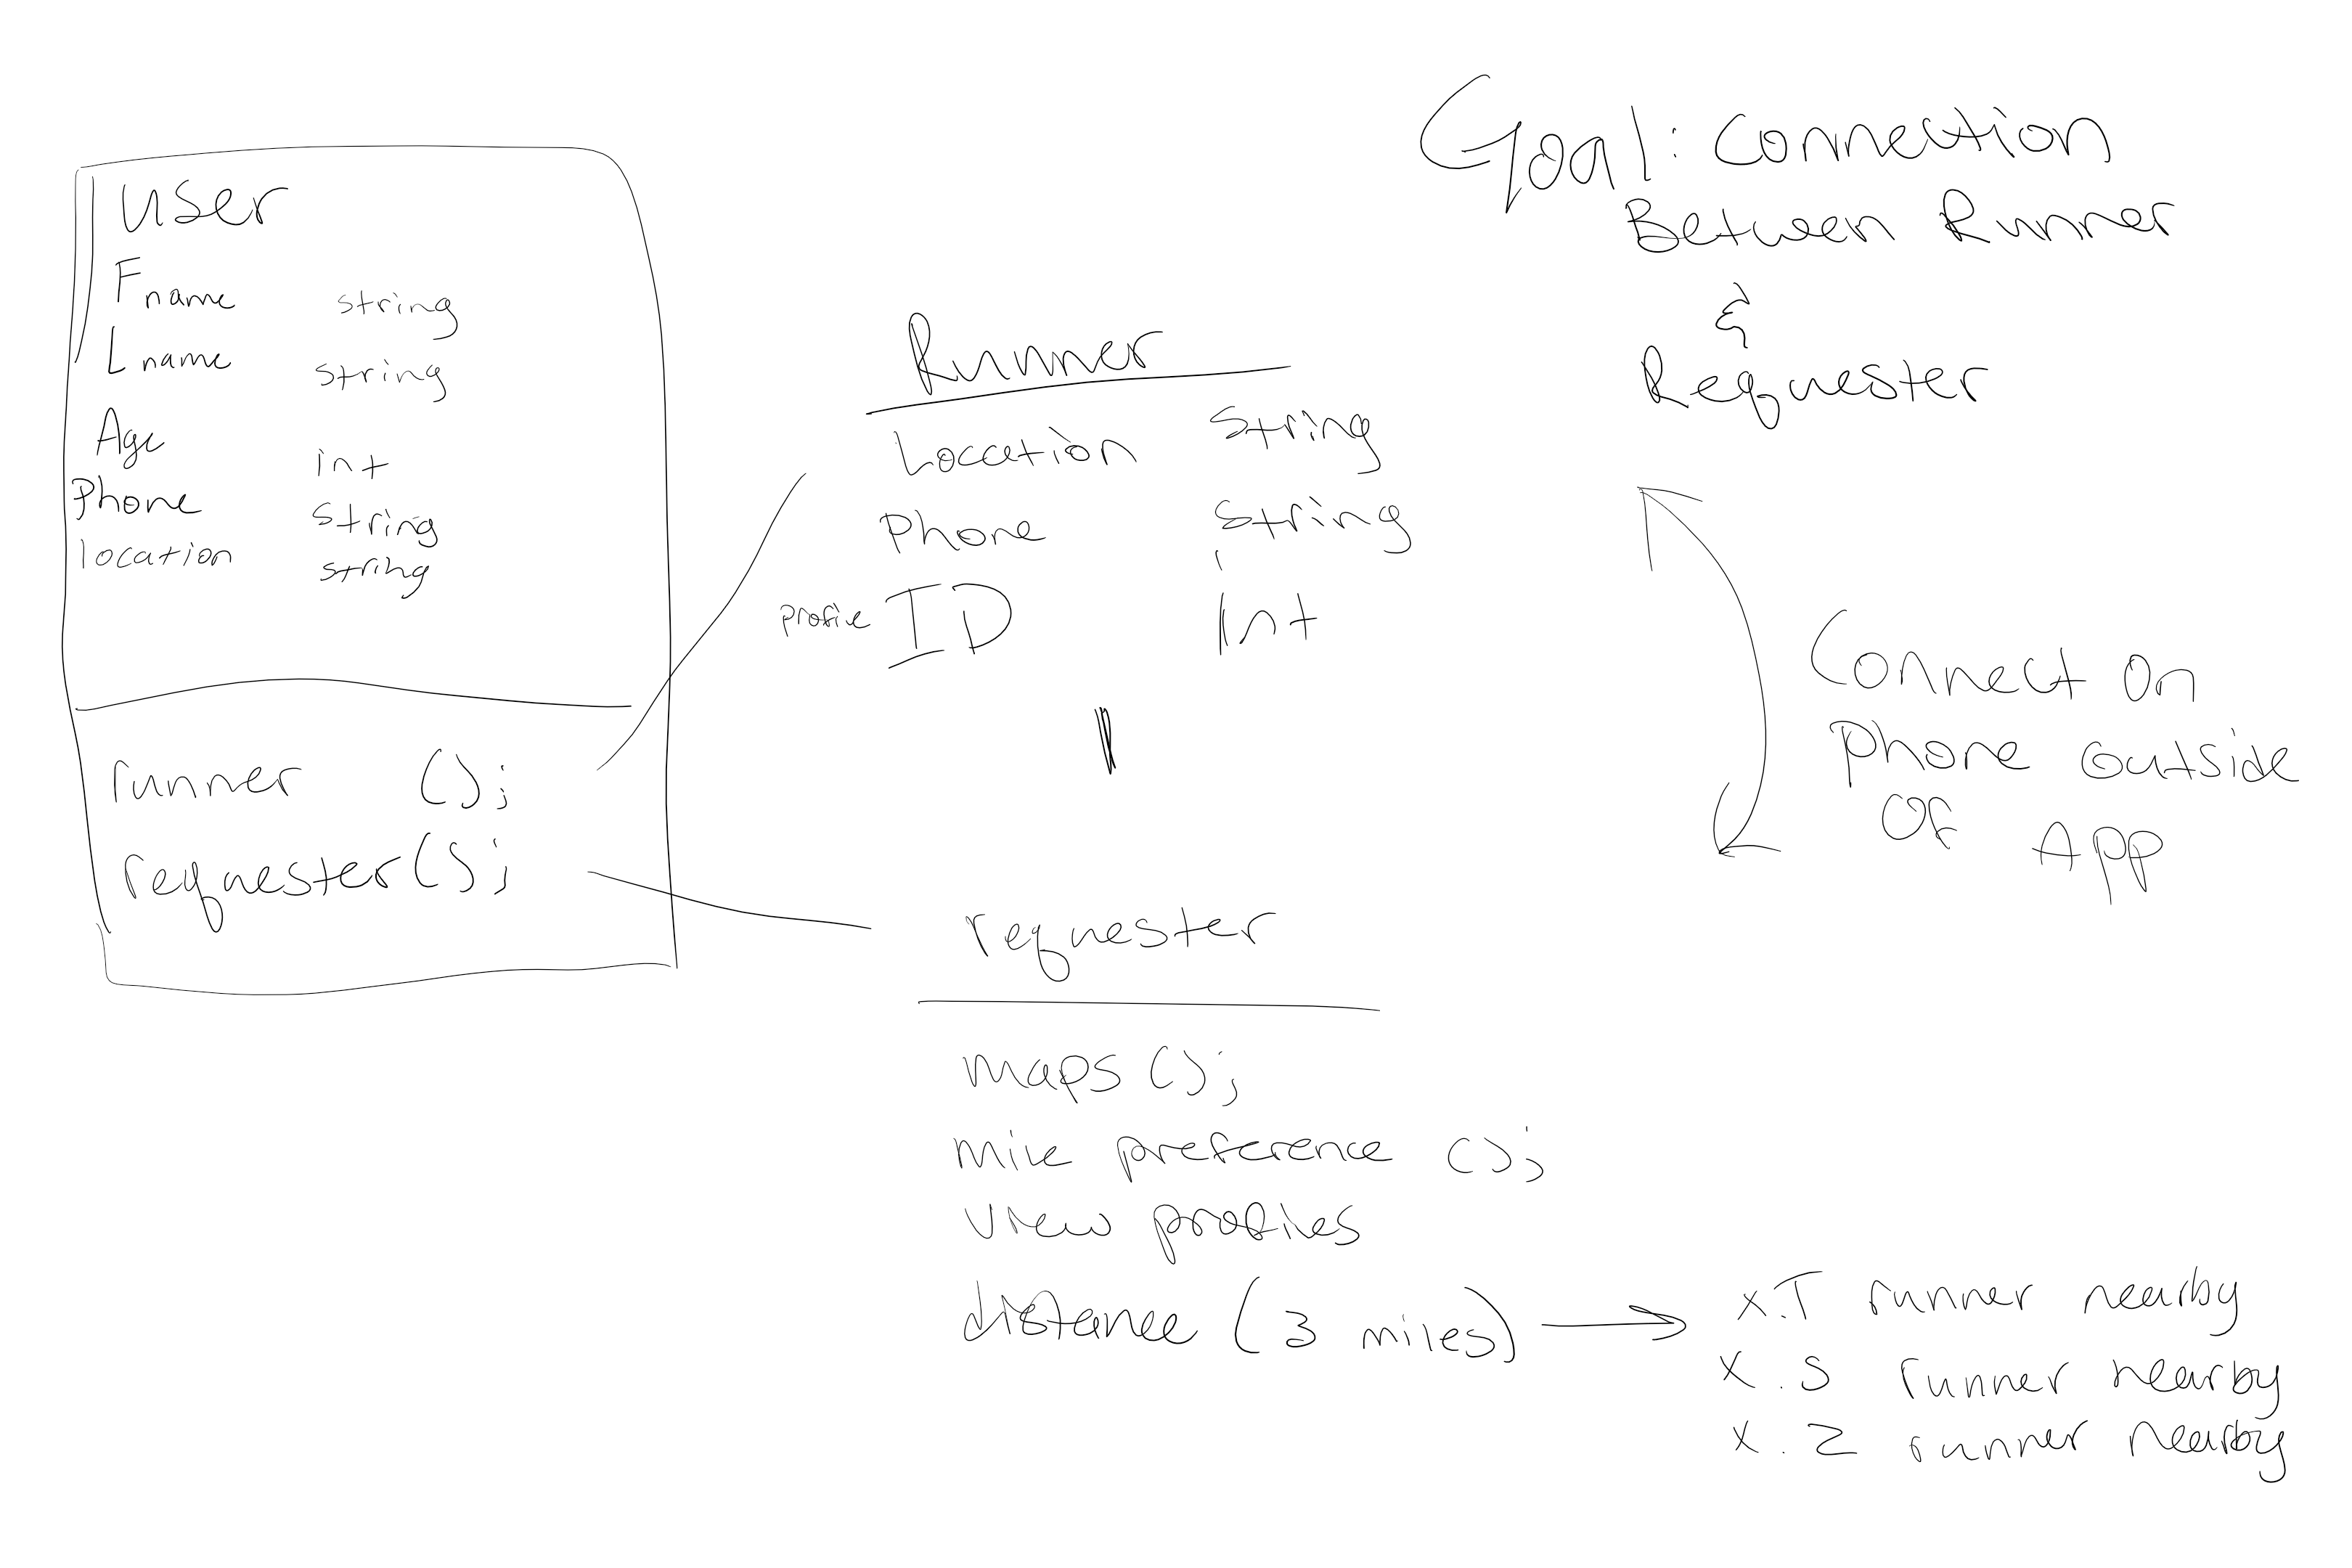 Goal: Connection
Between Runner
&
Requester
User
Fname string
Lname string
Age int
Phone string
location string
runner ();
requester();
Runner
Location String
Phone String
profile ID Int
Connect on
phone outside
of App
requester
maps ();
mile preference ();
view profiles
distance (3 miles)
x.T runner nearby
x.S runner nearby
x.Z runner nearby